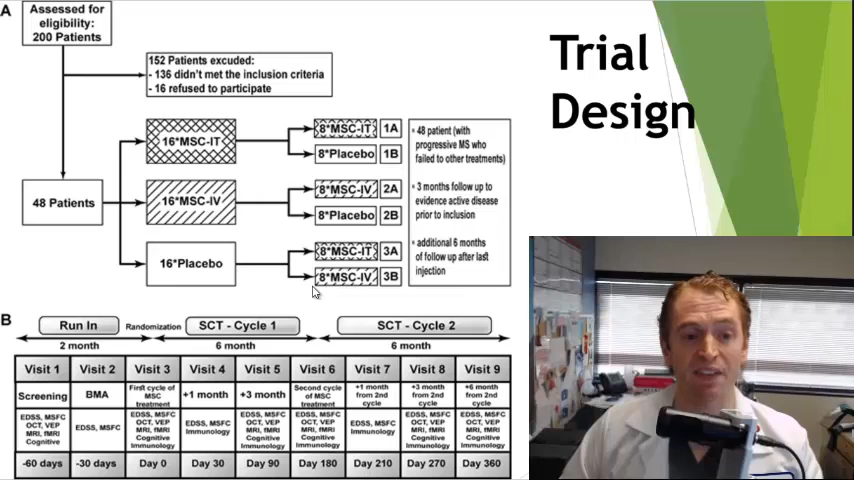 A
Assessed for
eligibility:
200 Patients
152 Patients excuded:
- 136 didn't met the inclusion criteria
- 16 refused to participate
48 Patients
16*MSC-IT
16*MSC-IV
16*Placebo
8*MSC-IT 1A
8*Placebo 1B
8*MSC-IV 2A
8*Placebo 2B
8*MSC-IT 3A
8*MSC-IV 3B
• 48 patient (with
progressive MS who
failed to other treatments)
• 3 months follow up to
evidence active disease
prior to inclusion
• additional 6 months
of follow up after last
injection
Trial
Design
B
Run In Randomization SCT - Cycle 1 SCT - Cycle 2
2 month 6 month 6 month
Visit 1 Visit 2 Visit 3 Visit 4 Visit 5 Visit 6 Visit 7 Visit 8 Visit 9
Screening
BMA
First cycle of
MSC
treatment
+1 month
+3 month
Second cycle
of MSC
treatment
+1 month
from 2nd
cycle
+3 month
from 2nd
cycle
+6 month
from 2nd
cycle
EDSS, MSFC
OCT, VEP
MRI, fMRI
Cognitive
EDSS, MSFC
EDSS, MSFC
OCT, VEP
MRI, fMRI
Cognitive
Immunology
EDSS, MSFC
Immunology
EDSS, MSFC
OCT, VEP
MRI, fMRI
Cognitive
Immunology
EDSS, MSFC
OCT, VEP
MRI, fMRI
Cognitive
Immunology
EDSS, MSFC
Immunology
EDSS, MSFC
OCT, VEP
MRI, fMRI
Cognitive
Immunology
EDSS, MSFC
OCT, VEP
MRI, fMRI
Cognitive
Immunology
-60 days -30 days Day 0 Day 30 Day 90 Day 180 Day 210 Day 270 Day 360